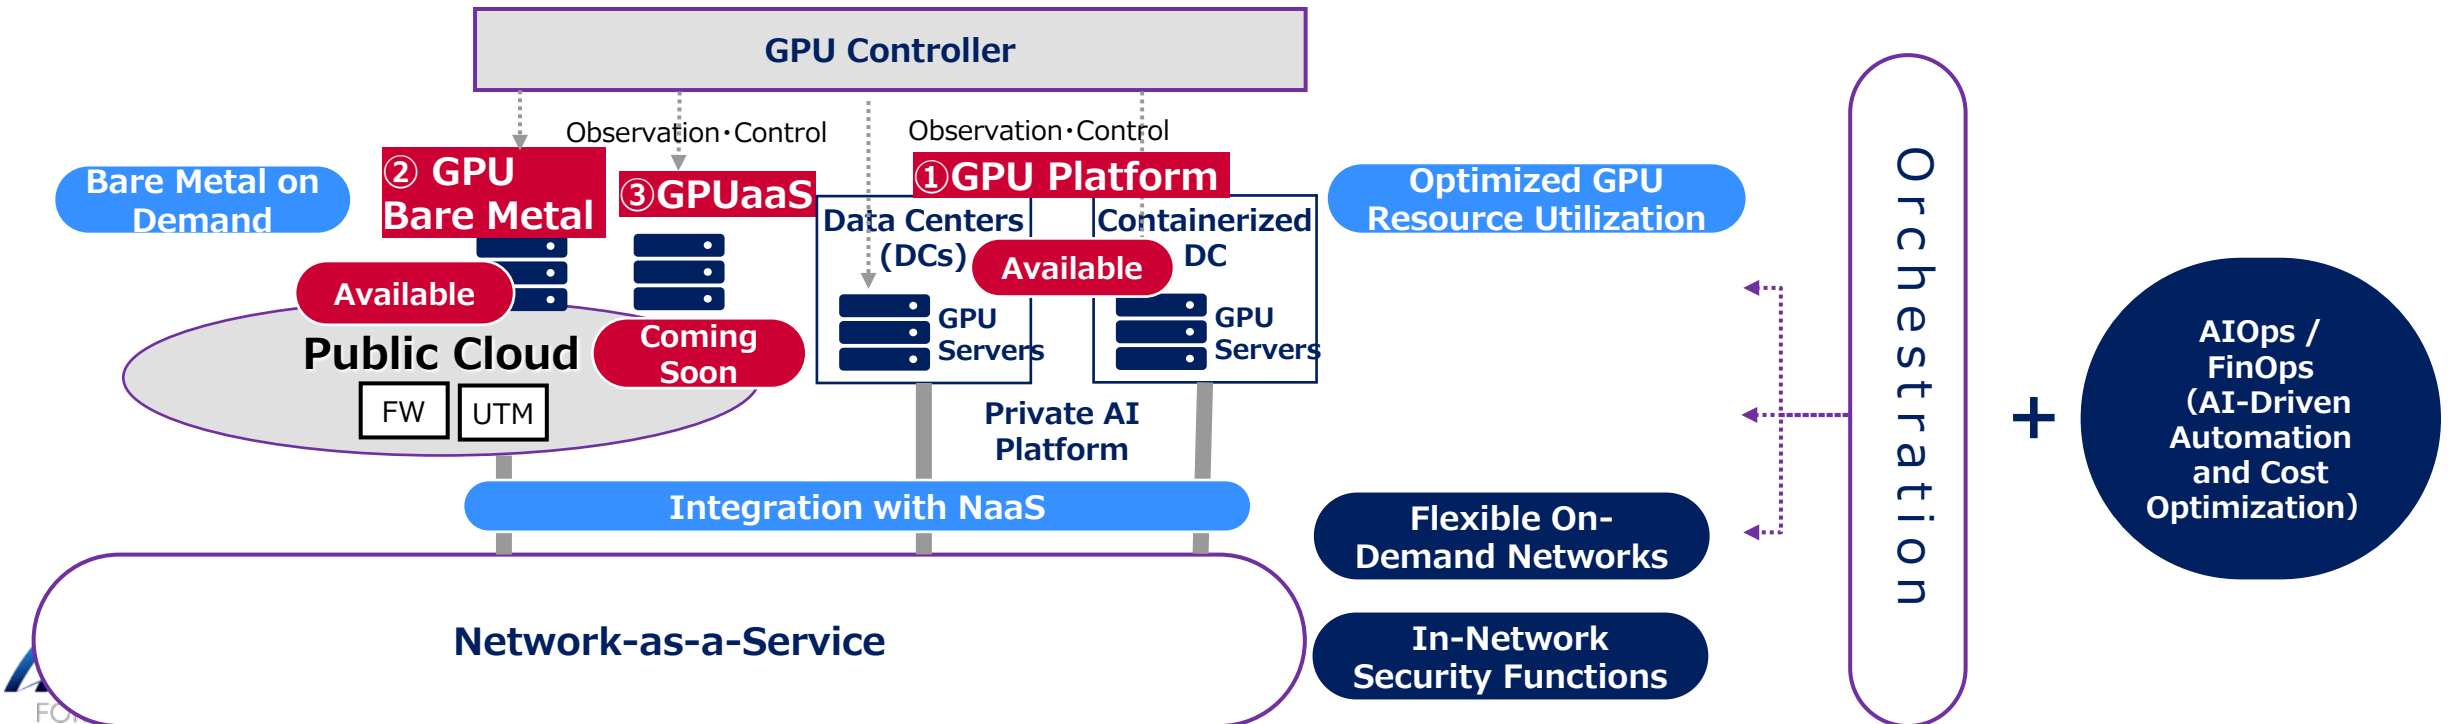 GPU Controller
Observation・Control
Observation・Control
② GPU
Bare Metal
③GPUaaS
①GPU Platform
Bare Metal on
Demand
Optimized GPU
Resource Utilization
Data Centers
(DCs)
Containerized
DC
Available
Available
GPU
Servers
GPU
Servers
Public Cloud
Coming
Soon
FW
UTM
Private AI
Platform
Integration with NaaS
Flexible On-
Demand Networks
In-Network
Security Functions
Network-as-a-Service
Orchestration
+
AIOps /
FinOps
(AI-Driven
Automation
and Cost
Optimization)